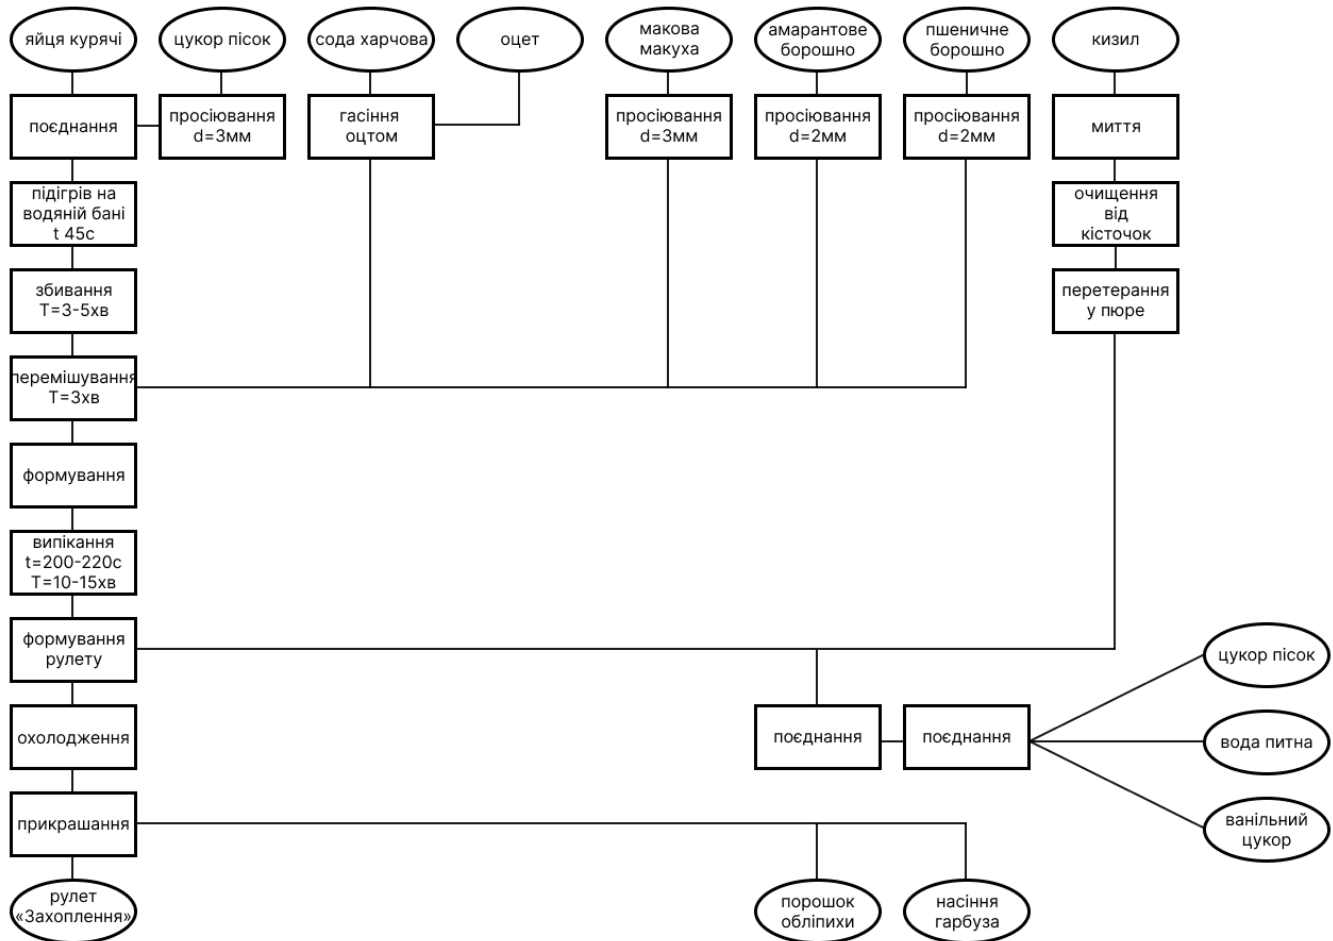 яйця курячі
цукор пісок
сода харчова
оцет
макова
макуха
амарантове
борошно
пшеничне
борошно
кизил
поєднання
просіювання
d=3мм
гасіння
оцтом
просіювання
d=3мм
просіювання
d=2мм
просіювання
d=2мм
миття
підігрів на
водяній бані
t 45с
очищення
від
кісточок
збивання
Т=3-5хв
перетерання
у пюре
перемішування
Т=3хв
формування
випікання
t=200-220с
Т=10-15хв
формування
рулету
цукор пісок
охолодження
поєднання
поєднання
вода питна
прикрашання
ванільний
цукор
рулет
«Захоплення»
порошок
обліпихи
насіння
гарбуза